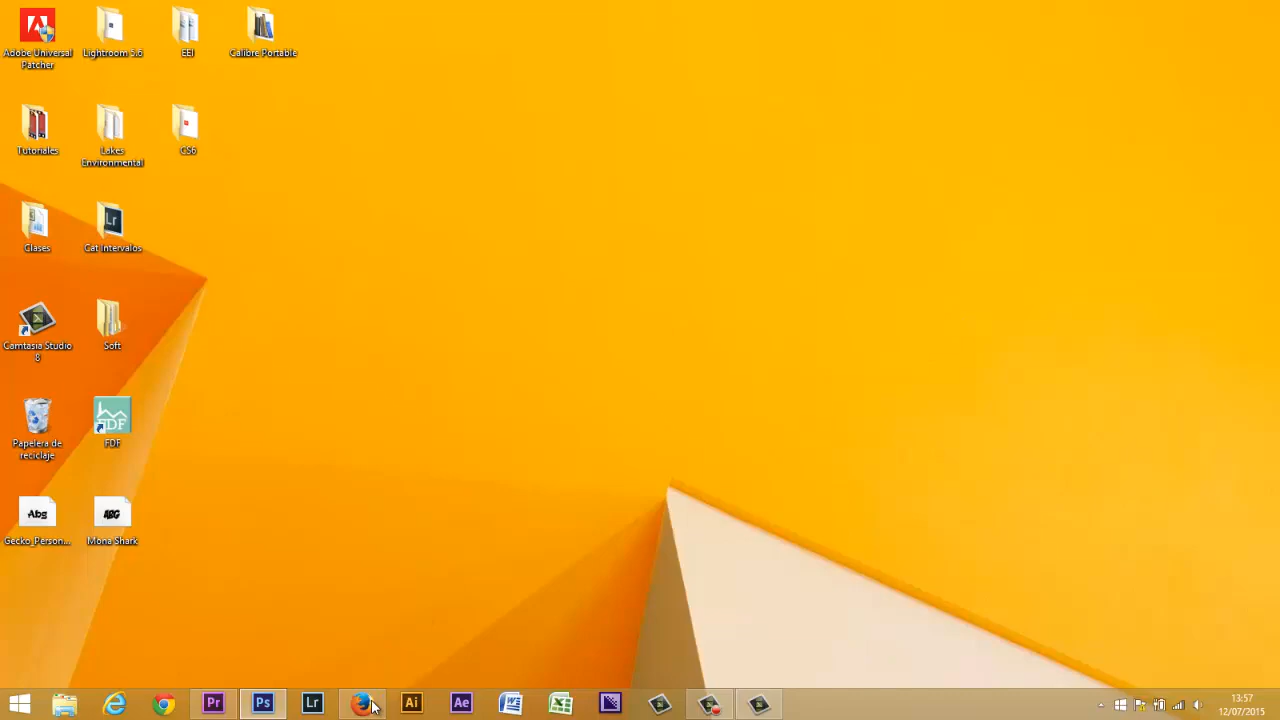 Adobe Universal
Patcher
Lightroom 5.6
EEI
Calibre Portable
Tutoriales
Lakes
Environmental
CS6
Clases
Lr
Cat Intervalos
Camtasia Studio
8
Soft
Papelera de
reciclaje
FDF
FDF
Abg
ABG
Gecko_Person...
Mona Shark
Pr
Ps
Lr
Ai
Ae
13:57
12/07/2015